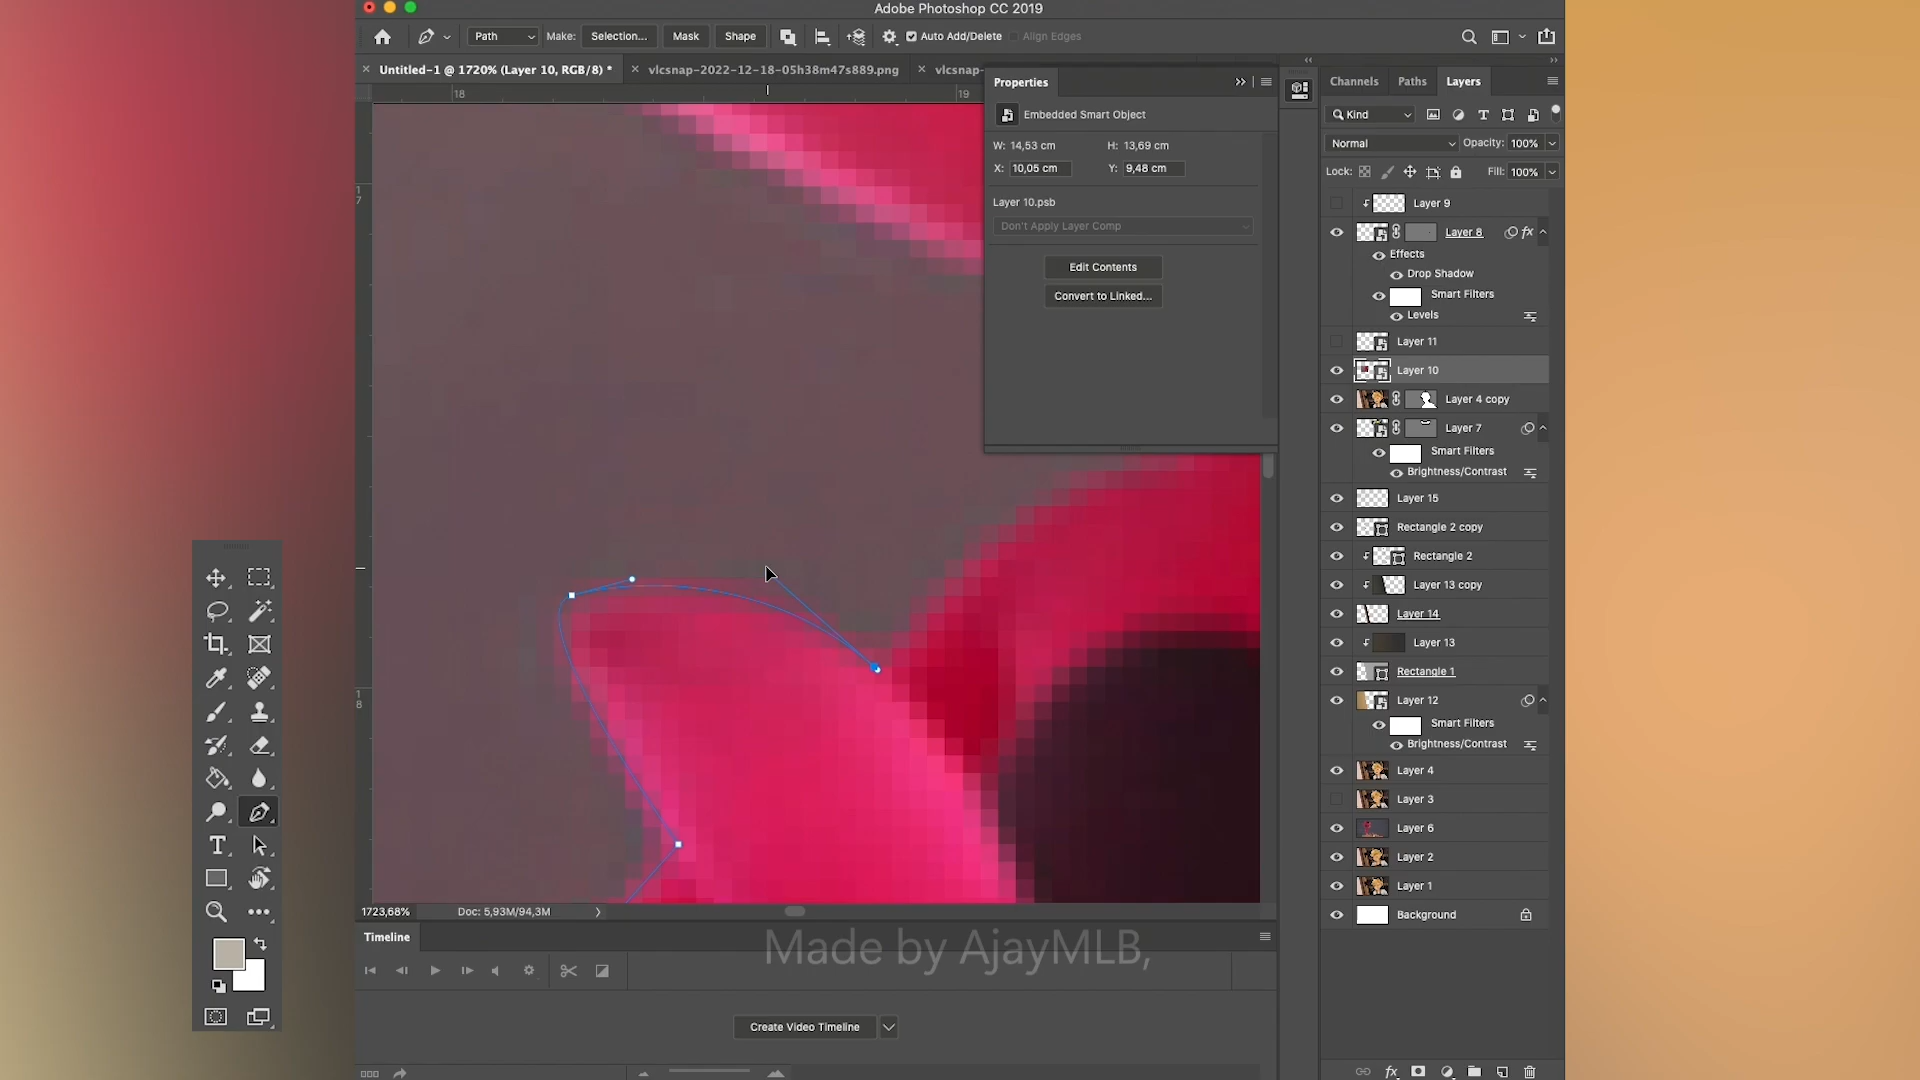 Adobe Photoshop CC 2019
Path
Make:
Selection...
Mask
Shape
Auto Add/Delete
Align Edges
Untitled-1 @ 1720% (Layer 10, RGB/8) *
vlcsnap-2022-12-18-05h38m47s889.png
vlcsnap-
18
19
Properties
Embedded Smart Object
W: 14,53 cm
H: 13,69 cm
X: 10,05 cm
Y: 9,48 cm
Layer 10.psb
Don't Apply Layer Comp
Edit Contents
Convert to Linked...
Channels
Paths
Layers
Kind
Normal
Opacity: 100%
Lock:
Fill: 100%
Layer 9
Layer 8
fx
Effects
Drop Shadow
Smart Filters
Levels
Layer 11
Layer 10
Layer 4 copy
Layer 7
Smart Filters
Brightness/Contrast
Layer 15
Rectangle 2 copy
Rectangle 2
Layer 13 copy
Layer 14
Layer 13
Rectangle 1
Layer 12
Smart Filters
Brightness/Contrast
Layer 4
Layer 3
Layer 6
Layer 2
Layer 1
Background
fx
1
7
1
8
1723,68%
Doc: 5,93M/94,3M
Timeline
Made by AjayMLB,
Create Video Timeline